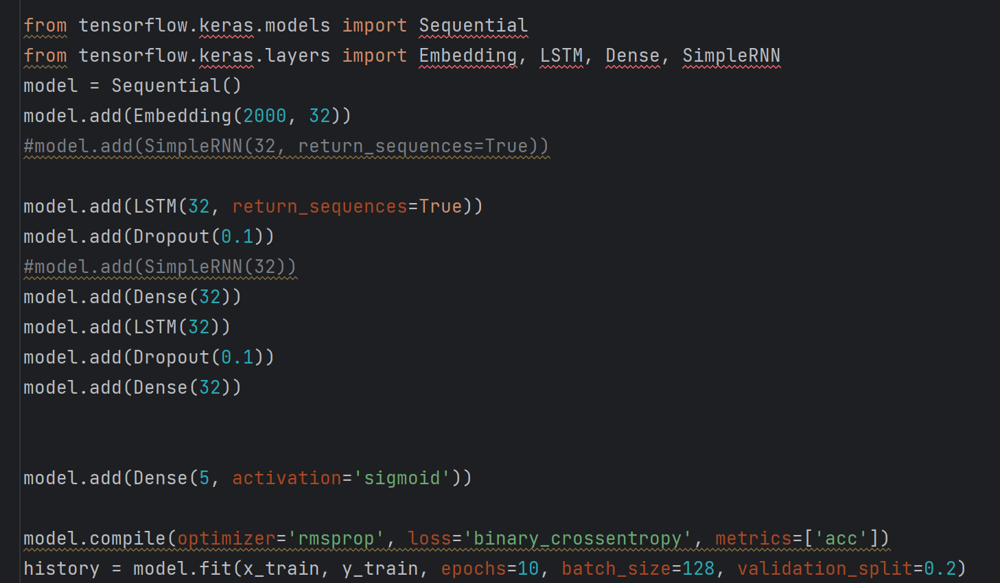 from tensorflow.keras.models import Sequential
from tensorflow.keras.layers import Embedding, LSTM, Dense, SimpleRNN
model = Sequential()
model.add(Embedding(2000, 32))
#model.add(SimpleRNN(32, return_sequences=True))
model.add(LSTM(32, return_sequences=True))
model.add(Dropout(0.1))
#model.add(SimpleRNN(32))
model.add(Dense(32))
model.add(LSTM(32))
model.add(Dropout(0.1))
model.add(Dense(32))
model.add(Dense(5, activation='sigmoid'))
model.compile(optimizer='rmsprop', loss='binary_crossentropy', metrics=['acc'])
history = model.fit(x_train, y_train, epochs=10, batch_size=128, validation_split=0.2)